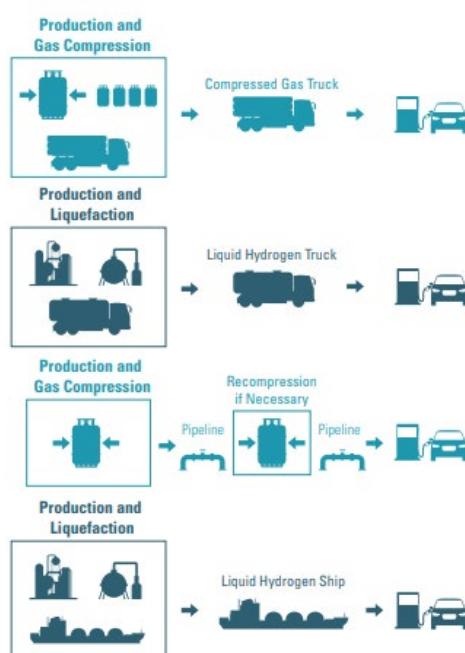 Production and
Gas Compression
Compressed Gas Truck
Production and
Liquefaction
Liquid Hydrogen Truck
Production and
Gas Compression
Recompression
if Necessary
Pipeline
Pipeline
Production and
Liquefaction
Liquid Hydrogen Ship